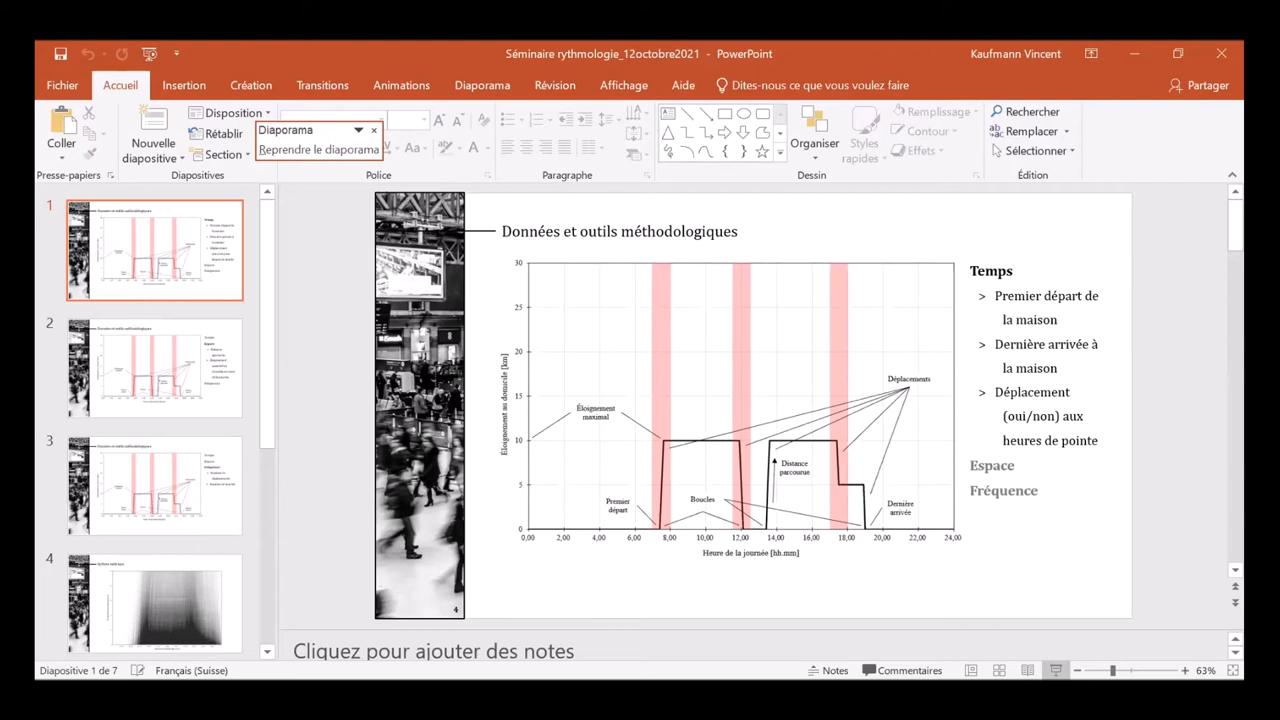 Séminaire rythmologie_12octobre2021 - PowerPoint
Kaufmann Vincent
Fichier Accueil Insertion Création Transitions Animations Diaporama Révision Affichage Aide Dites-nous ce que vous voulez faire Partager
Coller
Nouvelle
diapositive
Disposition
Rétablir
Section
Diaporama
Reprendre le diaporama
Organiser
Styles
rapides
Remplissage
Contour
Effets
Rechercher
Remplacer
Sélectionner
Presse-papiers Diapositives Police Paragraphe Dessin Édition
1
2
3
4
Données et outils méthodologiques
30
25
20
15
10
5
0
Éloignement au domicile [km]
0,00 2,00 4,00 6,00 8,00 10,00 12,00 14,00 16,00 18,00 20,00 22,00 24,00
Heure de la journée [hh.mm]
Éloignement
maximal
Déplacements
Distance
parcourue
Premier
départ
Boucles
Dernière
arrivée
Temps
> Premier départ de
la maison
> Dernière arrivée à
la maison
> Déplacement
(oui/non) aux
heures de pointe
Espace
Fréquence
4
Cliquez pour ajouter des notes
Diapositive 1 de 7 Français (Suisse) Notes Commentaires 63%